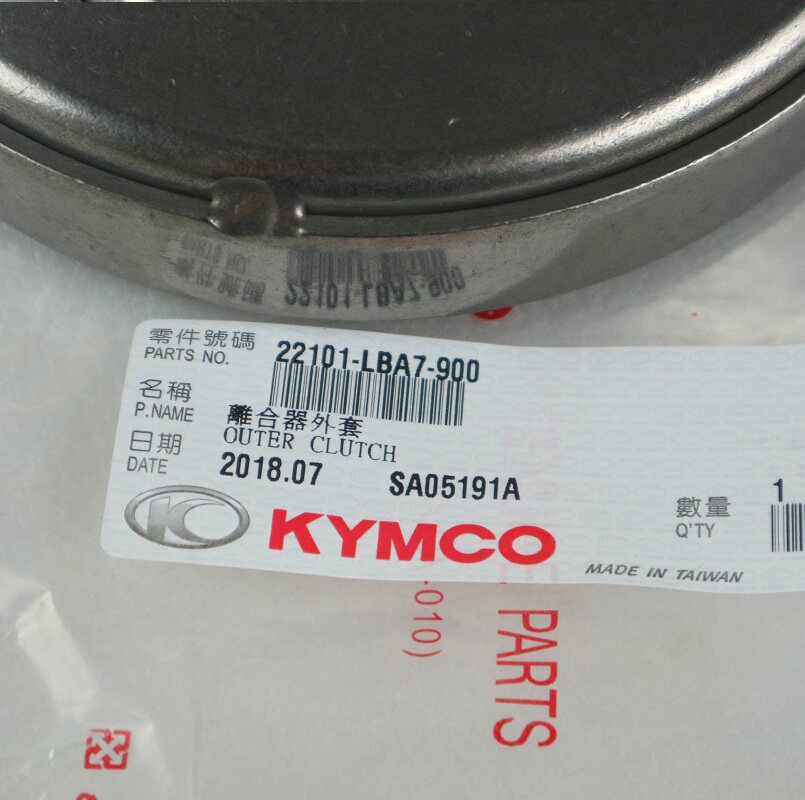 零件號碼
PARTS NO. 22101-LBA7-900
名稱
P.NAME 離合器外套
OUTER CLUTCH
日期
DATE 2018.07 SA05191A
數量
Q'TY 1
KYMCO
MADE IN TAIWAN
PARTS
-010)